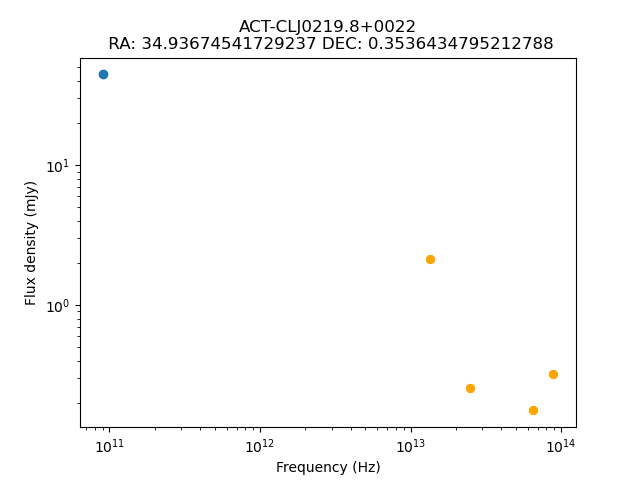 ACT-CLJ0219.8+0022
RA: 34.93674541729237 DEC: 0.3536434795212788
Flux density (mJy)
10¹
10⁰
10¹¹ 10¹² 10¹³ 10¹⁴
Frequency (Hz)